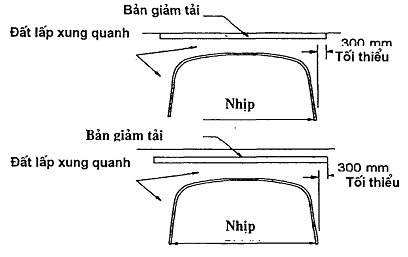 Bản giảm tải
Đất lấp xung quanh
300 mm
Tối thiểu
Nhịp
Bản giảm tải
Đất lấp xung quanh
300 mm
Tối thiểu
Nhịp